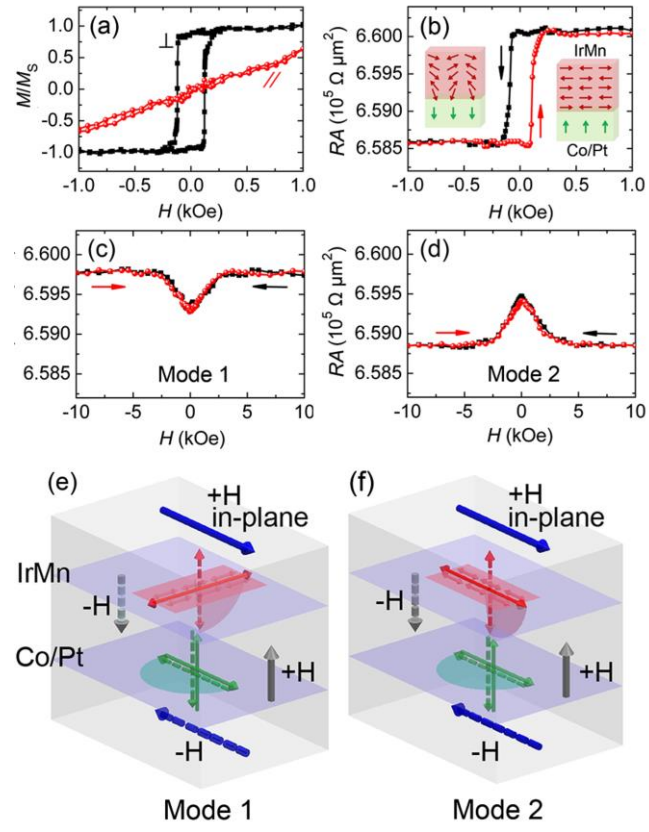 (a)
⊥
//
M/M_S
1.0
0.5
0.0
-0.5
-1.0
-1.0 -0.5 0.0 0.5 1.0
H (kOe)
(b)
IrMn
Co/Pt
RA (10⁵ Ω μm²)
6.600
6.595
6.590
6.585
-1.0 -0.5 0.0 0.5 1.0
H (kOe)
(c)
6.600
6.595
6.590
6.585
Mode 1
-10 -5 0 5 10
H (kOe)
(d)
RA (10⁵ Ω μm²)
6.600
6.595
6.590
6.585
Mode 2
-10 -5 0 5 10
H (kOe)
(e)
+H
in-plane
IrMn
-H
Co/Pt
+H
-H
Mode 1
(f)
+H
in-plane
-H
+H
-H
Mode 2